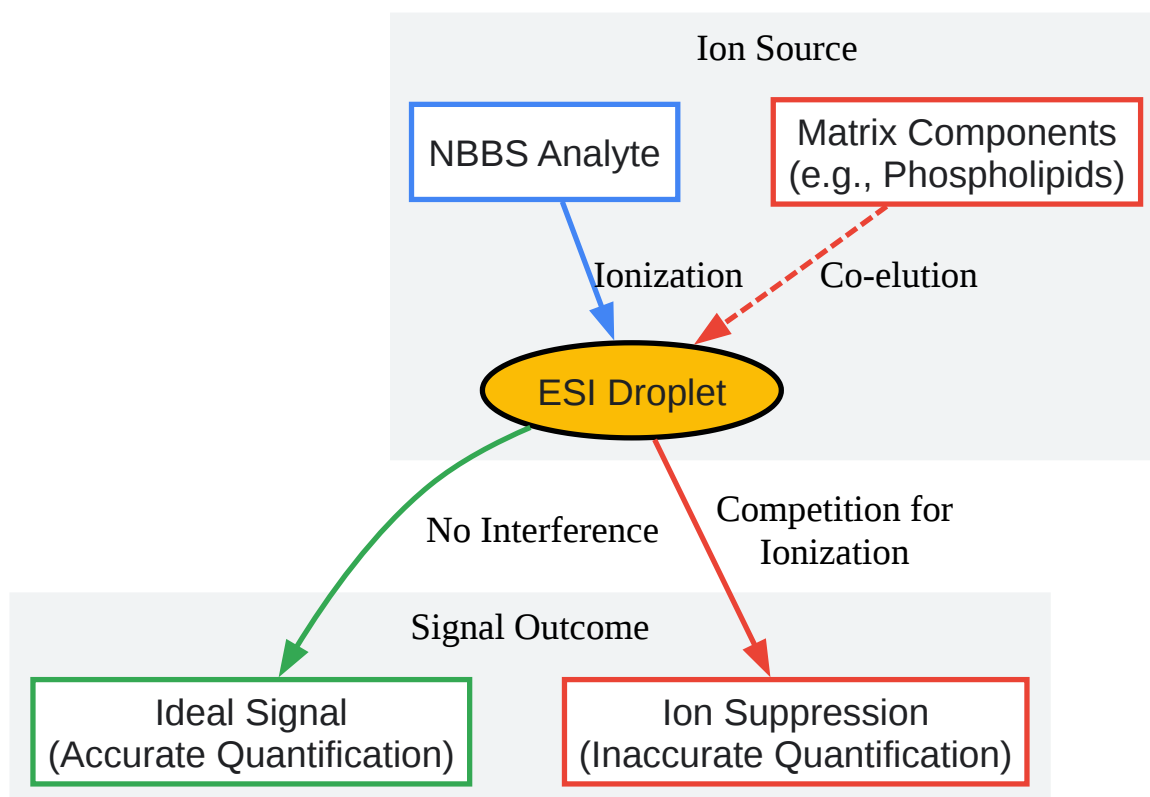 Ion Source
NBBS Analyte
Matrix Components
(e.g., Phospholipids)
Ionization
Co-elution
ESI Droplet
No Interference
Competition for
Ionization
Signal Outcome
Ideal Signal
(Accurate Quantification)
Ion Suppression
(Inaccurate Quantification)